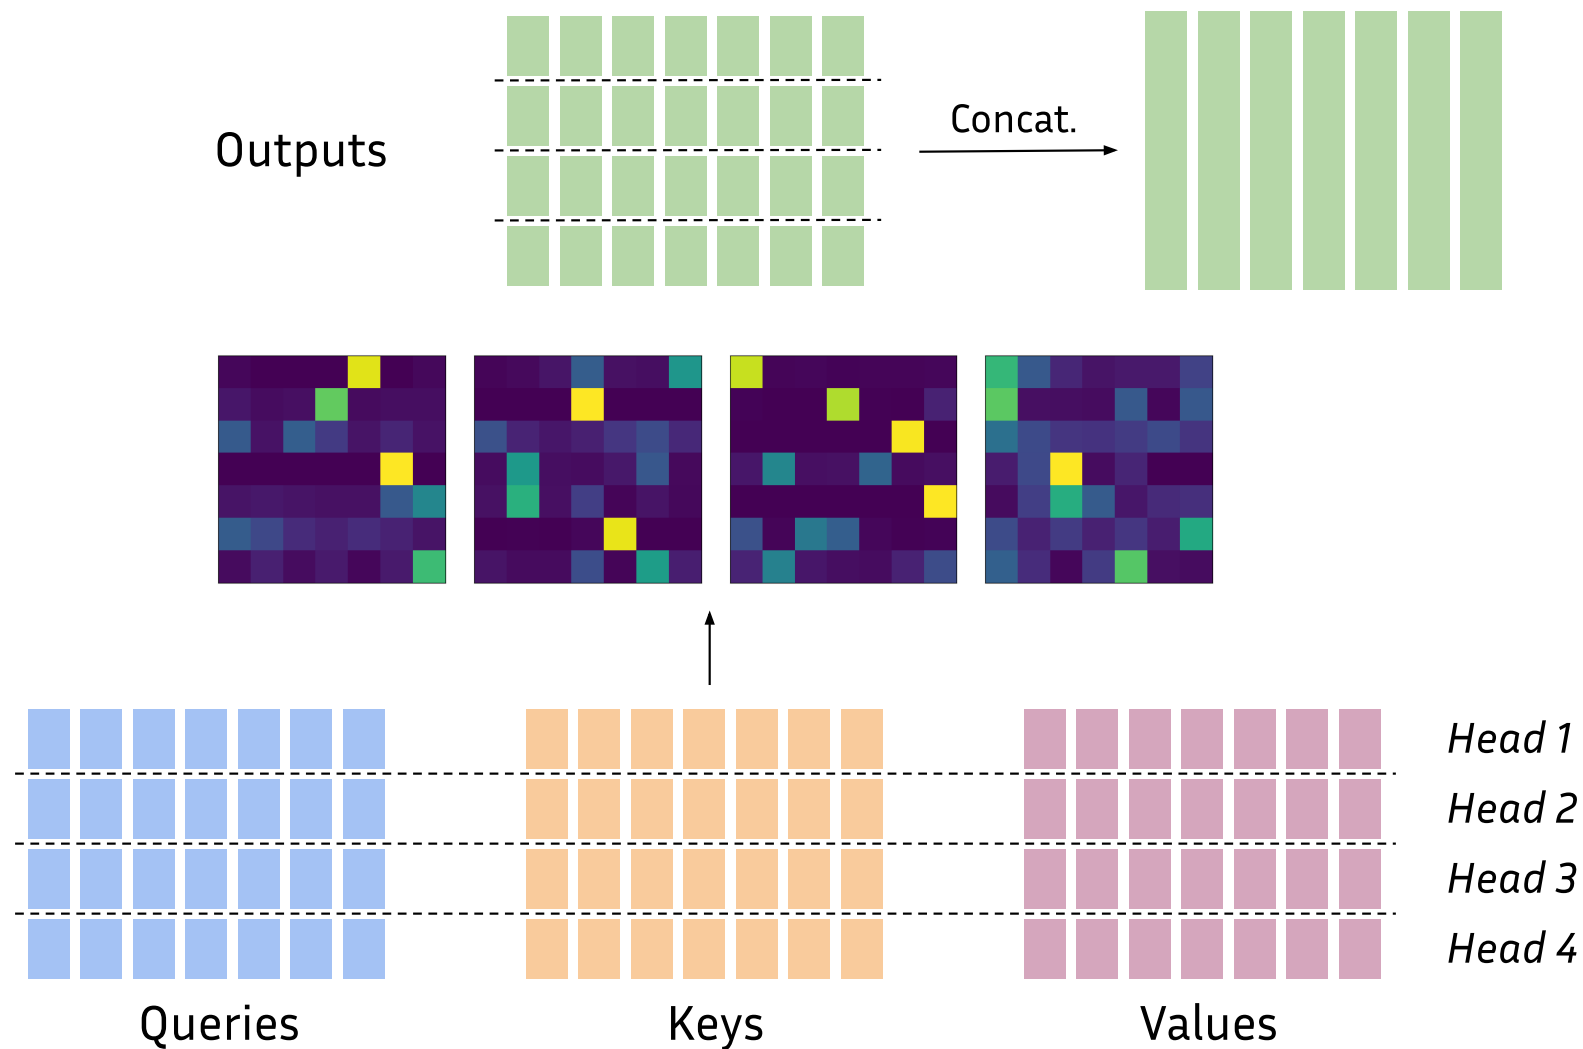 Outputs
Concat.
Head 1
Head 2
Head 3
Head 4
Queries
Keys
Values